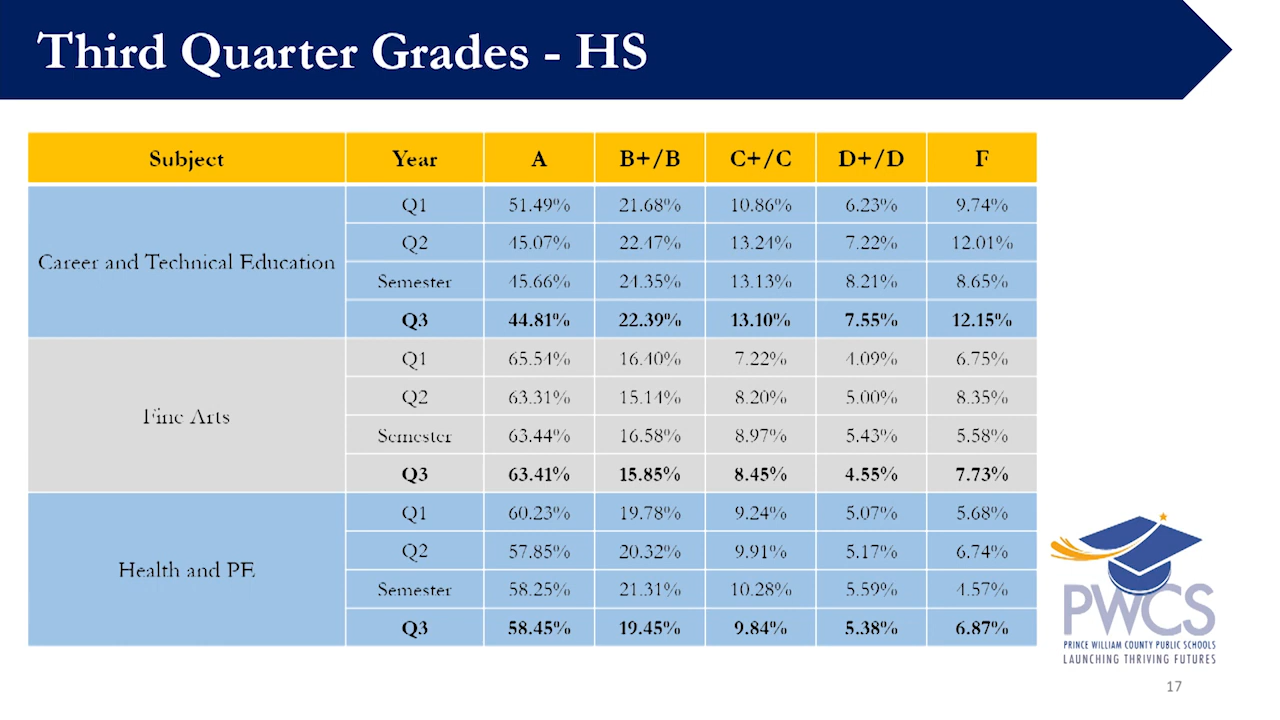 Third Quarter Grades - HS
Subject Year A B+/B C+/C D+/D F
Career and Technical Education
Q1 51.49% 21.68% 10.86% 6.23% 9.74%
Q2 45.07% 22.47% 13.24% 7.22% 12.01%
Semester 45.66% 24.35% 13.13% 8.21% 8.65%
Q3 44.81% 22.39% 13.10% 7.55% 12.15%
Fine Arts
Q1 65.54% 16.40% 7.22% 4.09% 6.75%
Q2 63.31% 15.14% 8.20% 5.00% 8.35%
Semester 63.44% 16.58% 8.97% 5.43% 5.58%
Q3 63.41% 15.85% 8.45% 4.55% 7.73%
Health and PE
Q1 60.23% 19.78% 9.24% 5.07% 5.68%
Q2 57.85% 20.32% 9.91% 5.17% 6.74%
Semester 58.25% 21.31% 10.28% 5.59% 4.57%
Q3 58.45% 19.45% 9.84% 5.38% 6.87%
PWCS
PRINCE WILLIAM COUNTY PUBLIC SCHOOLS
LAUNCHING THRIVING FUTURES
17